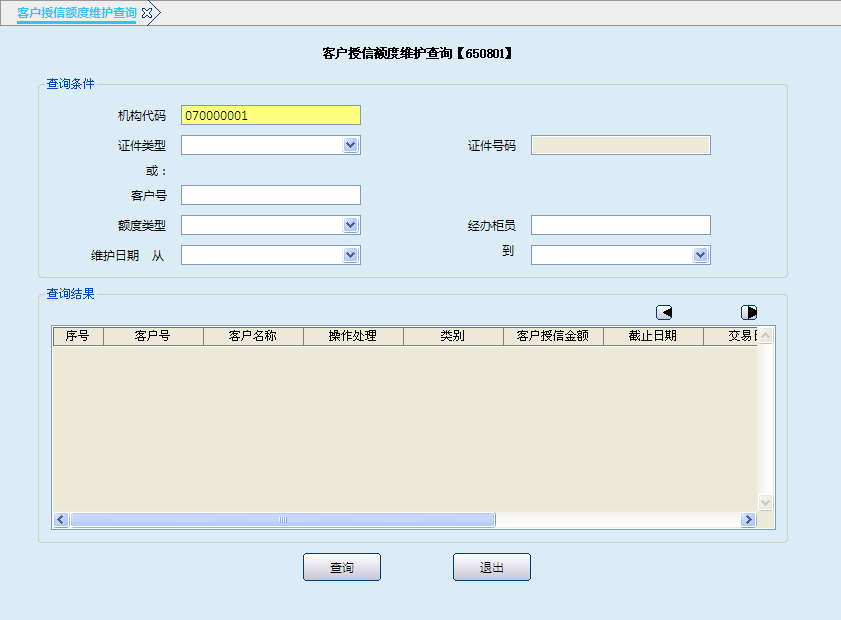 客户授信额度维护查询
客户授信额度维护查询【650801】
查询条件
机构代码 070000001
证件类型 证件号码
或：
客户号
额度类型 经办柜员
维护日期 从 到
查询结果
序号 客户号 客户名称 操作处理 类别 客户授信金额 截止日期 交易
查询 退出